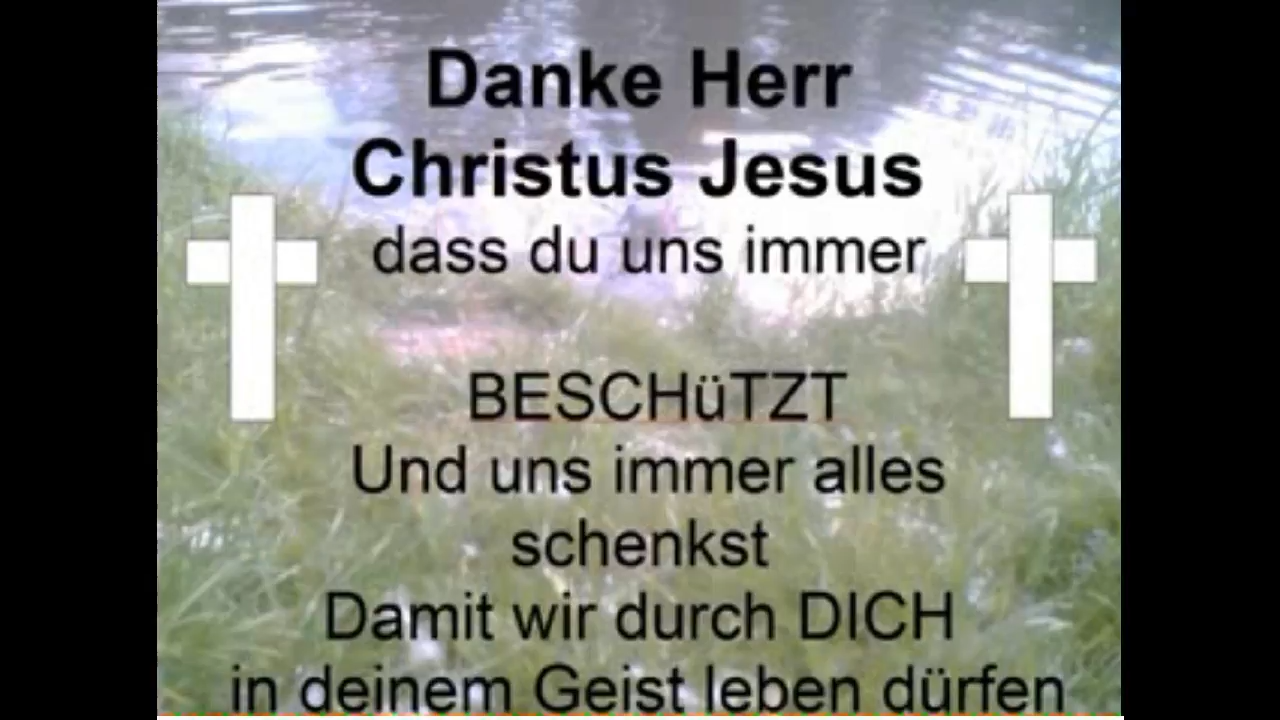 Danke Herr
Christus Jesus
dass du uns immer
BESCHüTZT
Und uns immer alles
schenkst
Damit wir durch DICH
in deinem Geist leben dürfen